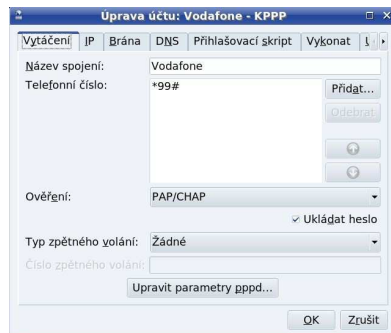 Úprava účtu: Vodafone - KPPP
Vytáčení IP Brána DNS Přihlašovací skript Vykonat
Název spojení: Vodafone
Telefonní číslo: *99#
Přidat...
Odebrat
Ověření: PAP/CHAP
Ukládat heslo
Typ zpětného volání: Žádné
Číslo zpětného volání:
Upravit parametry pppd...
OK Zrušit